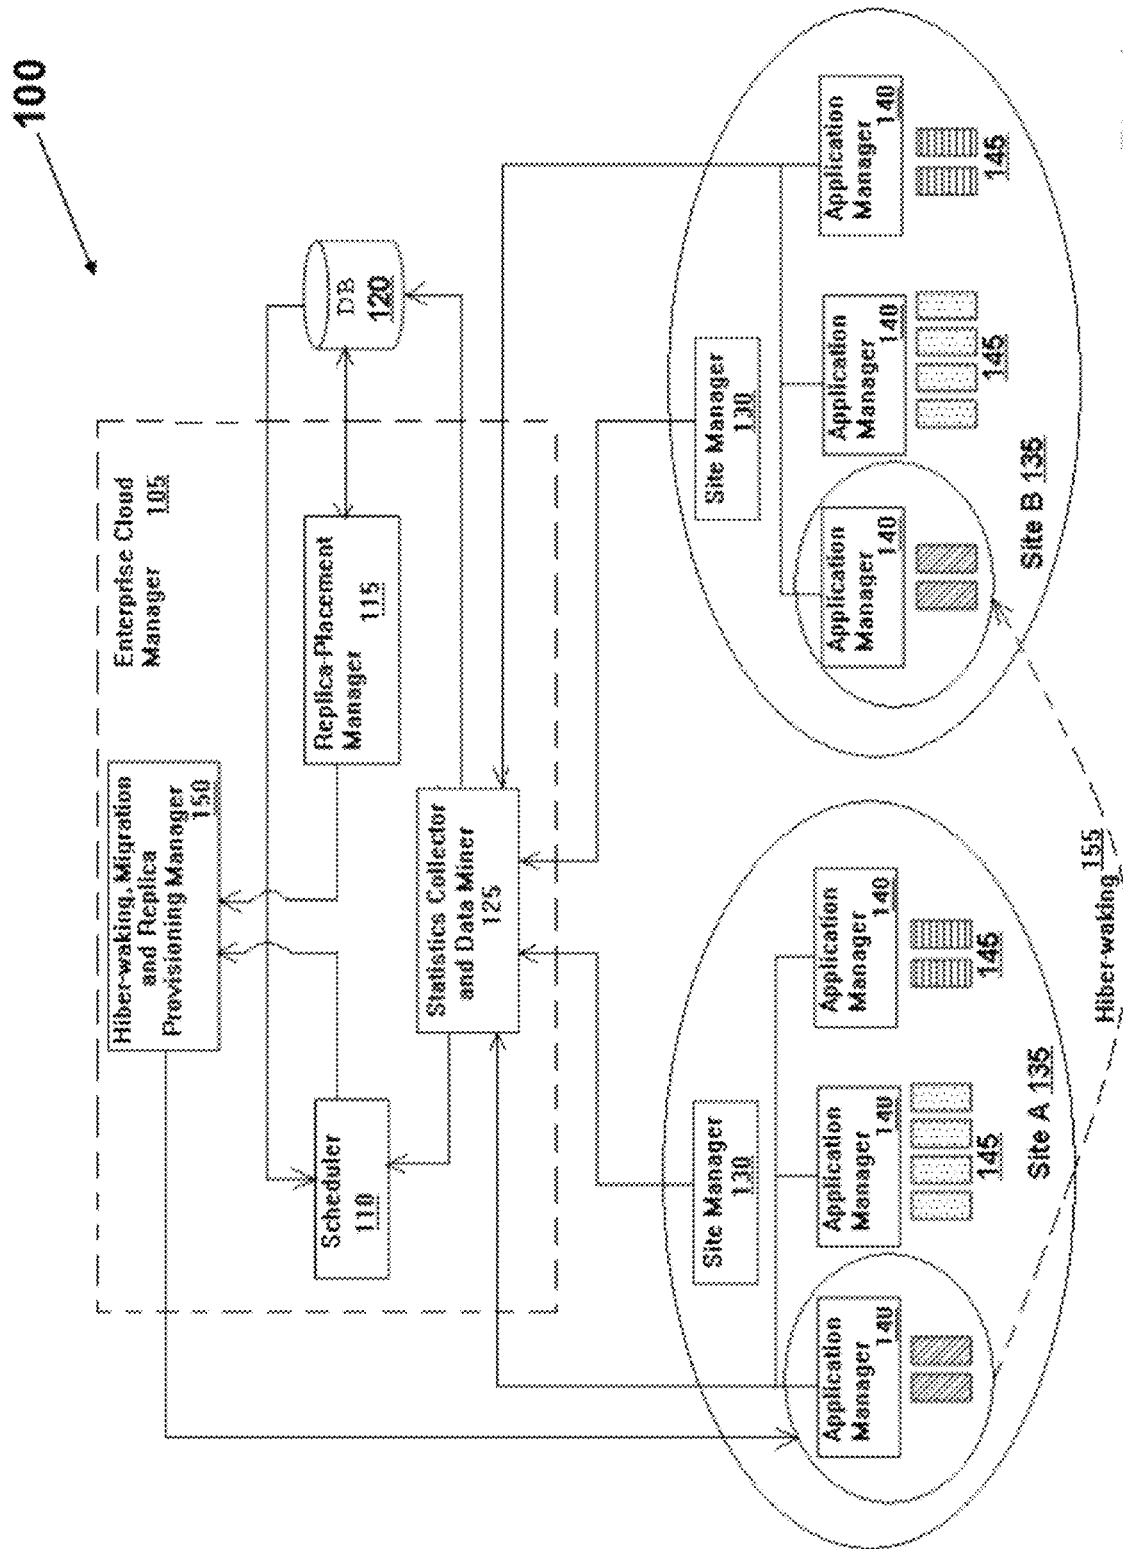 100
Enterprise Cloud
Manager 105
Hiber-waking, Migration
and Replica
Provisioning Manager
150
Scheduler
110
Replica-Placement
Manager 115
DB
120
Statistics Collector
and Data Miner
125
Site Manager
130
Application
Manager
140
Application
Manager
140
Application
Manager
140
145
145
Site A 135
Site Manager
130
Application
Manager
140
Application
Manager
140
Application
Manager
140
145
145
Site B 135
Hiber-waking 155